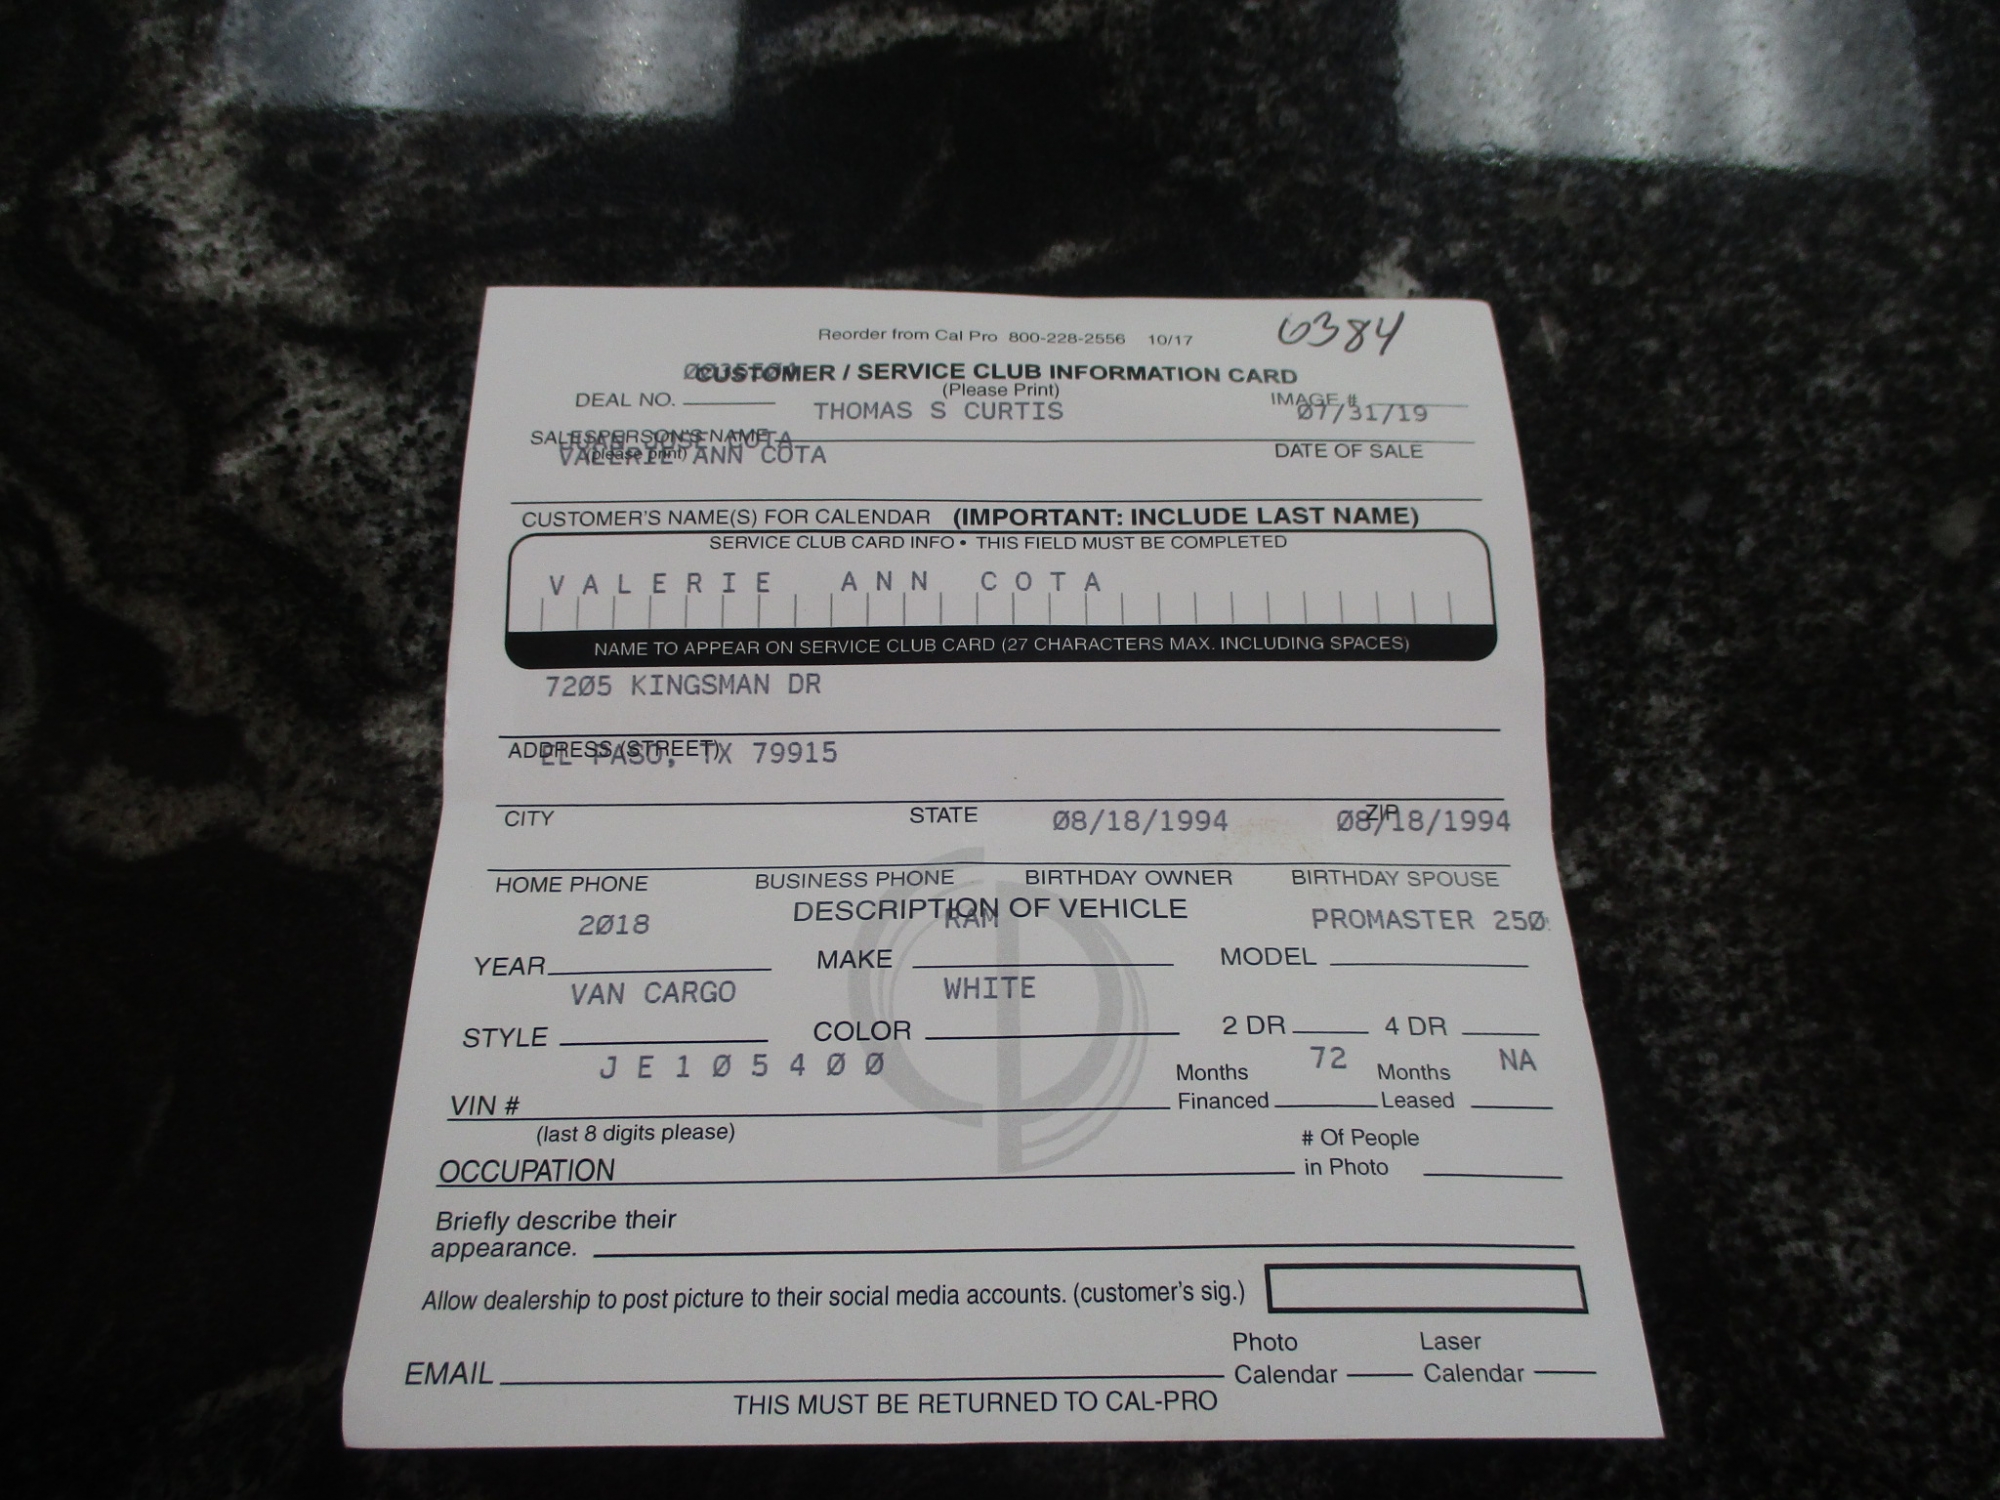 Reorder from Cal Pro 800-228-2556 10/17
6384
CUSTOMER / SERVICE CLUB INFORMATION CARD
(Please Print)
DEAL NO.
THOMAS S CURTIS
IMAGE #
07/31/19
SALESPERSON'S NAME
JUAN JOSE COTA
(please print)
VALERIE ANN COTA
DATE OF SALE
CUSTOMER'S NAME(S) FOR CALENDAR (IMPORTANT: INCLUDE LAST NAME)
SERVICE CLUB CARD INFO • THIS FIELD MUST BE COMPLETED
VALERIE ANN COTA
NAME TO APPEAR ON SERVICE CLUB CARD (27 CHARACTERS MAX. INCLUDING SPACES)
7205 KINGSMAN DR
ADDRESS (STREET)
EL PASO, TX 79915
CITY STATE ZIP
08/18/1994 08/18/1994
HOME PHONE BUSINESS PHONE BIRTHDAY OWNER BIRTHDAY SPOUSE
DESCRIPTION OF VEHICLE
2018 RAM PROMASTER 250
YEAR MAKE MODEL
VAN CARGO WHITE
STYLE COLOR 2 DR 4 DR
JE105400 72 NA
Months Months
VIN # Financed Leased
(last 8 digits please)
# Of People
OCCUPATION in Photo
Briefly describe their
appearance.
Allow dealership to post picture to their social media accounts. (customer's sig.)
Photo Laser
EMAIL Calendar Calendar
THIS MUST BE RETURNED TO CAL-PRO